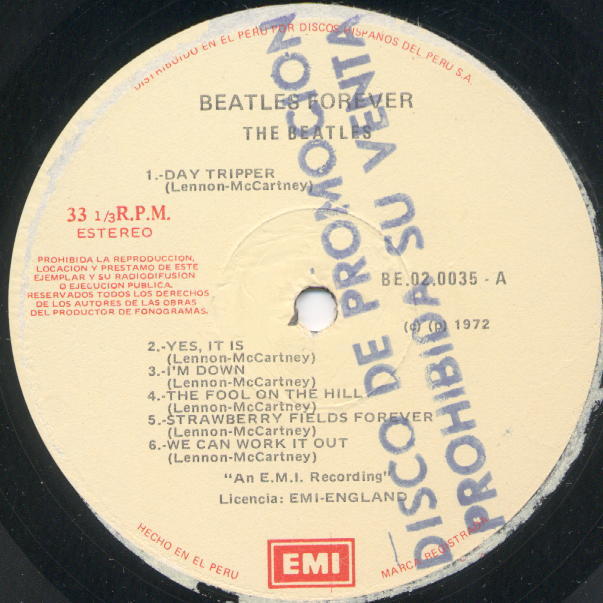 DISTRIBUIDO EN EL PERU POR DISCOS HISPANOS DEL PERU S.A.
BEATLES FOREVER
THE BEATLES
1.-DAY TRIPPER
(Lennon-McCartney)
33 1/3 R.P.M.
ESTEREO
PROHIBIDA LA REPRODUCCION,
LOCACION Y PRESTAMO DE ESTE
EJEMPLAR Y SU RADIODIFUSIÓN
O EJECUCION PUBLICA.
RESERVADOS TODOS LOS DERECHOS
DE LOS AUTORES DE LAS OBRAS
DEL PRODUCTOR DE FONOGRAMAS.
BE.02.0035 - A
(c) (p) 1972
2.-YES, IT IS
(Lennon-McCartney)
3.-I'M DOWN
(Lennon-McCartney)
4.-THE FOOL ON THE HILL
(Lennon-McCartney)
5.-STRAWBERRY FIELDS FOREVER
(Lennon-McCartney)
6.-WE CAN WORK IT OUT
(Lennon-McCartney)
"An E.M.I. Recording"
Licencia: EMI-ENGLAND
HECHO EN EL PERU
EMI
MARCA REGISTRADA
DISCO DE PROMOCION
PROHIBIDA SU VENTA